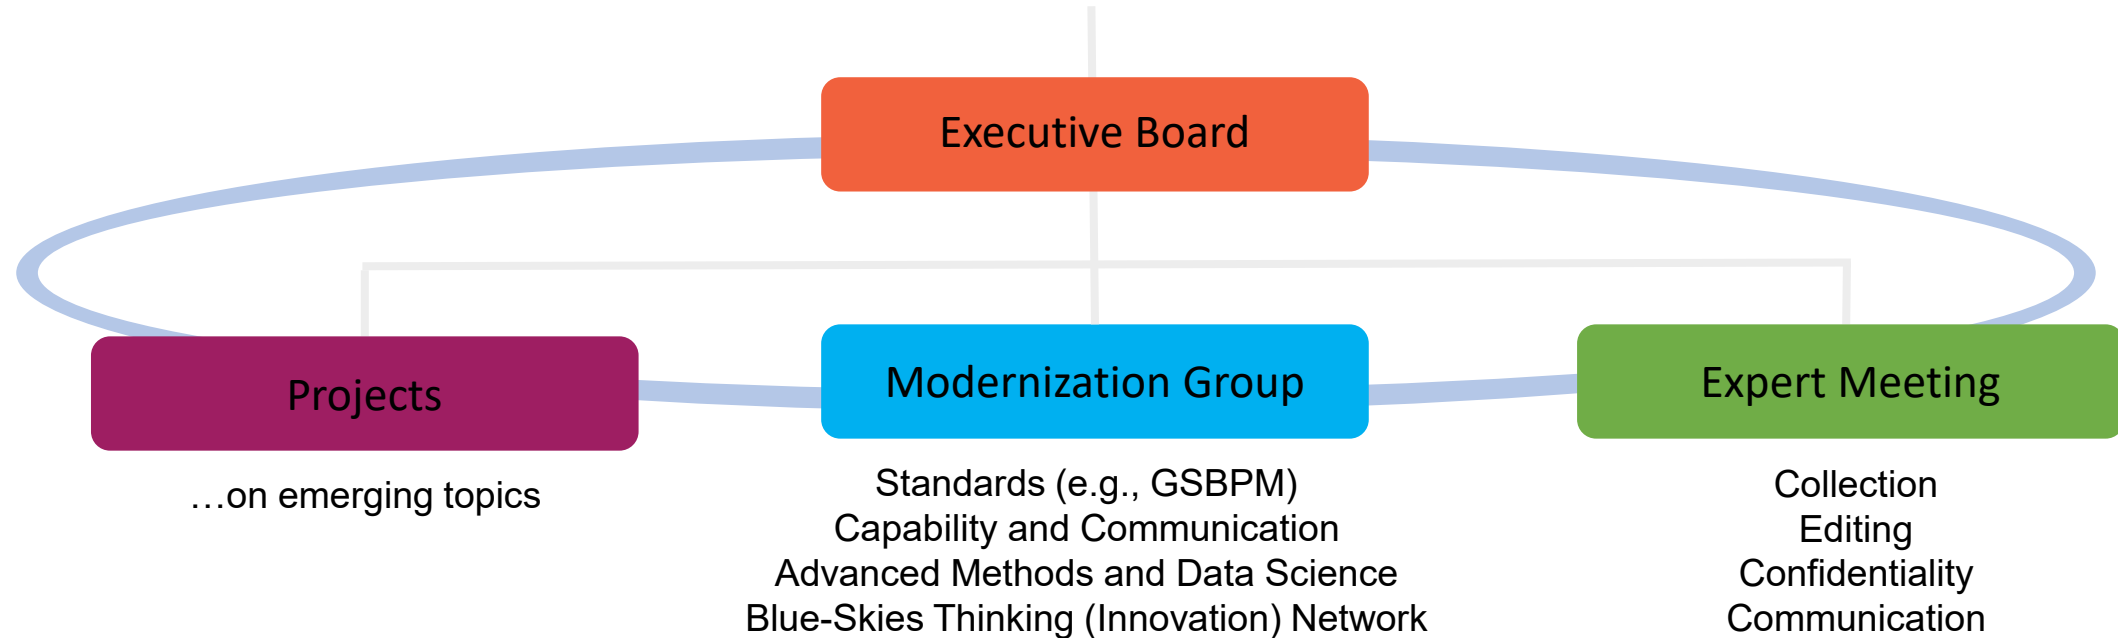 Executive Board
Projects
…on emerging topics
Modernization Group
Standards (e.g., GSBPM)
Capability and Communication
Advanced Methods and Data Science
Blue-Skies Thinking (Innovation) Network
Expert Meeting
Collection
Editing
Confidentiality
Communication